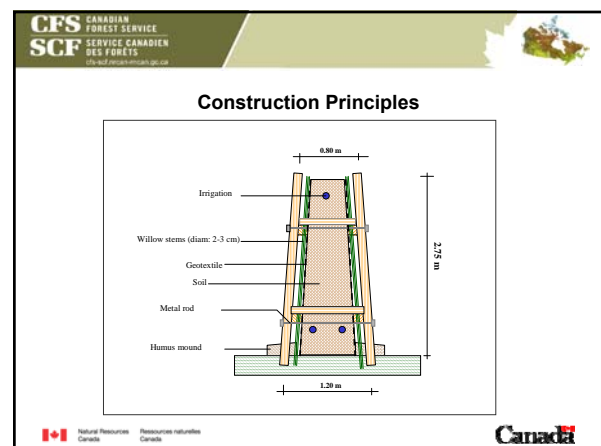 CFS CANADIAN FOREST SERVICE
SCF SERVICE CANADIEN DES FORÊTS
cfs-scf.nrcan-rncan.gc.ca
Construction Principles
0.80 m
Irrigation
Willow stems (diam: 2-3 cm)
Geotextile
Soil
2.75 m
Metal rod
Humus mound
1.20 m
Natural Resources Canada
Ressources naturelles Canada
Canada